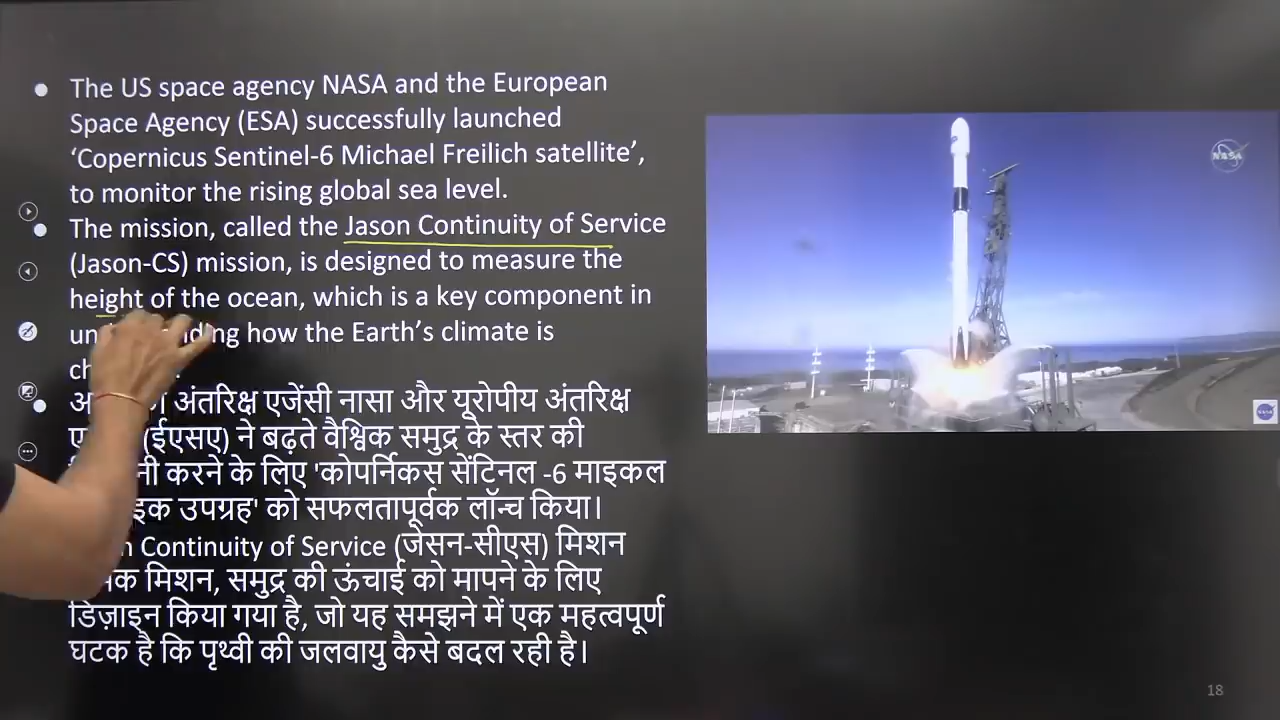 The US space agency NASA and the European
Space Agency (ESA) successfully launched
‘Copernicus Sentinel-6 Michael Freilich satellite’,
to monitor the rising global sea level.
The mission, called the Jason Continuity of Service
(Jason-CS) mission, is designed to measure the
height of the ocean, which is a key component in
how the Earth’s climate is
अंतरिक्ष एजेंसी नासा और यूरोपीय अंतरिक्ष
(ईएसए) ने बढ़ते वैश्विक समुद्र के स्तर की
करने के लिए 'कोपर्निकस सेंटिनल -6 माइकल
उपग्रह' को सफलतापूर्वक लॉन्च किया।
Continuity of Service (जेसन-सीएस) मिशन
मिशन, समुद्र की ऊंचाई को मापने के लिए
डिज़ाइन किया गया है, जो यह समझने में एक महत्वपूर्ण
घटक है कि पृथ्वी की जलवायु कैसे बदल रही है।
NASA
18